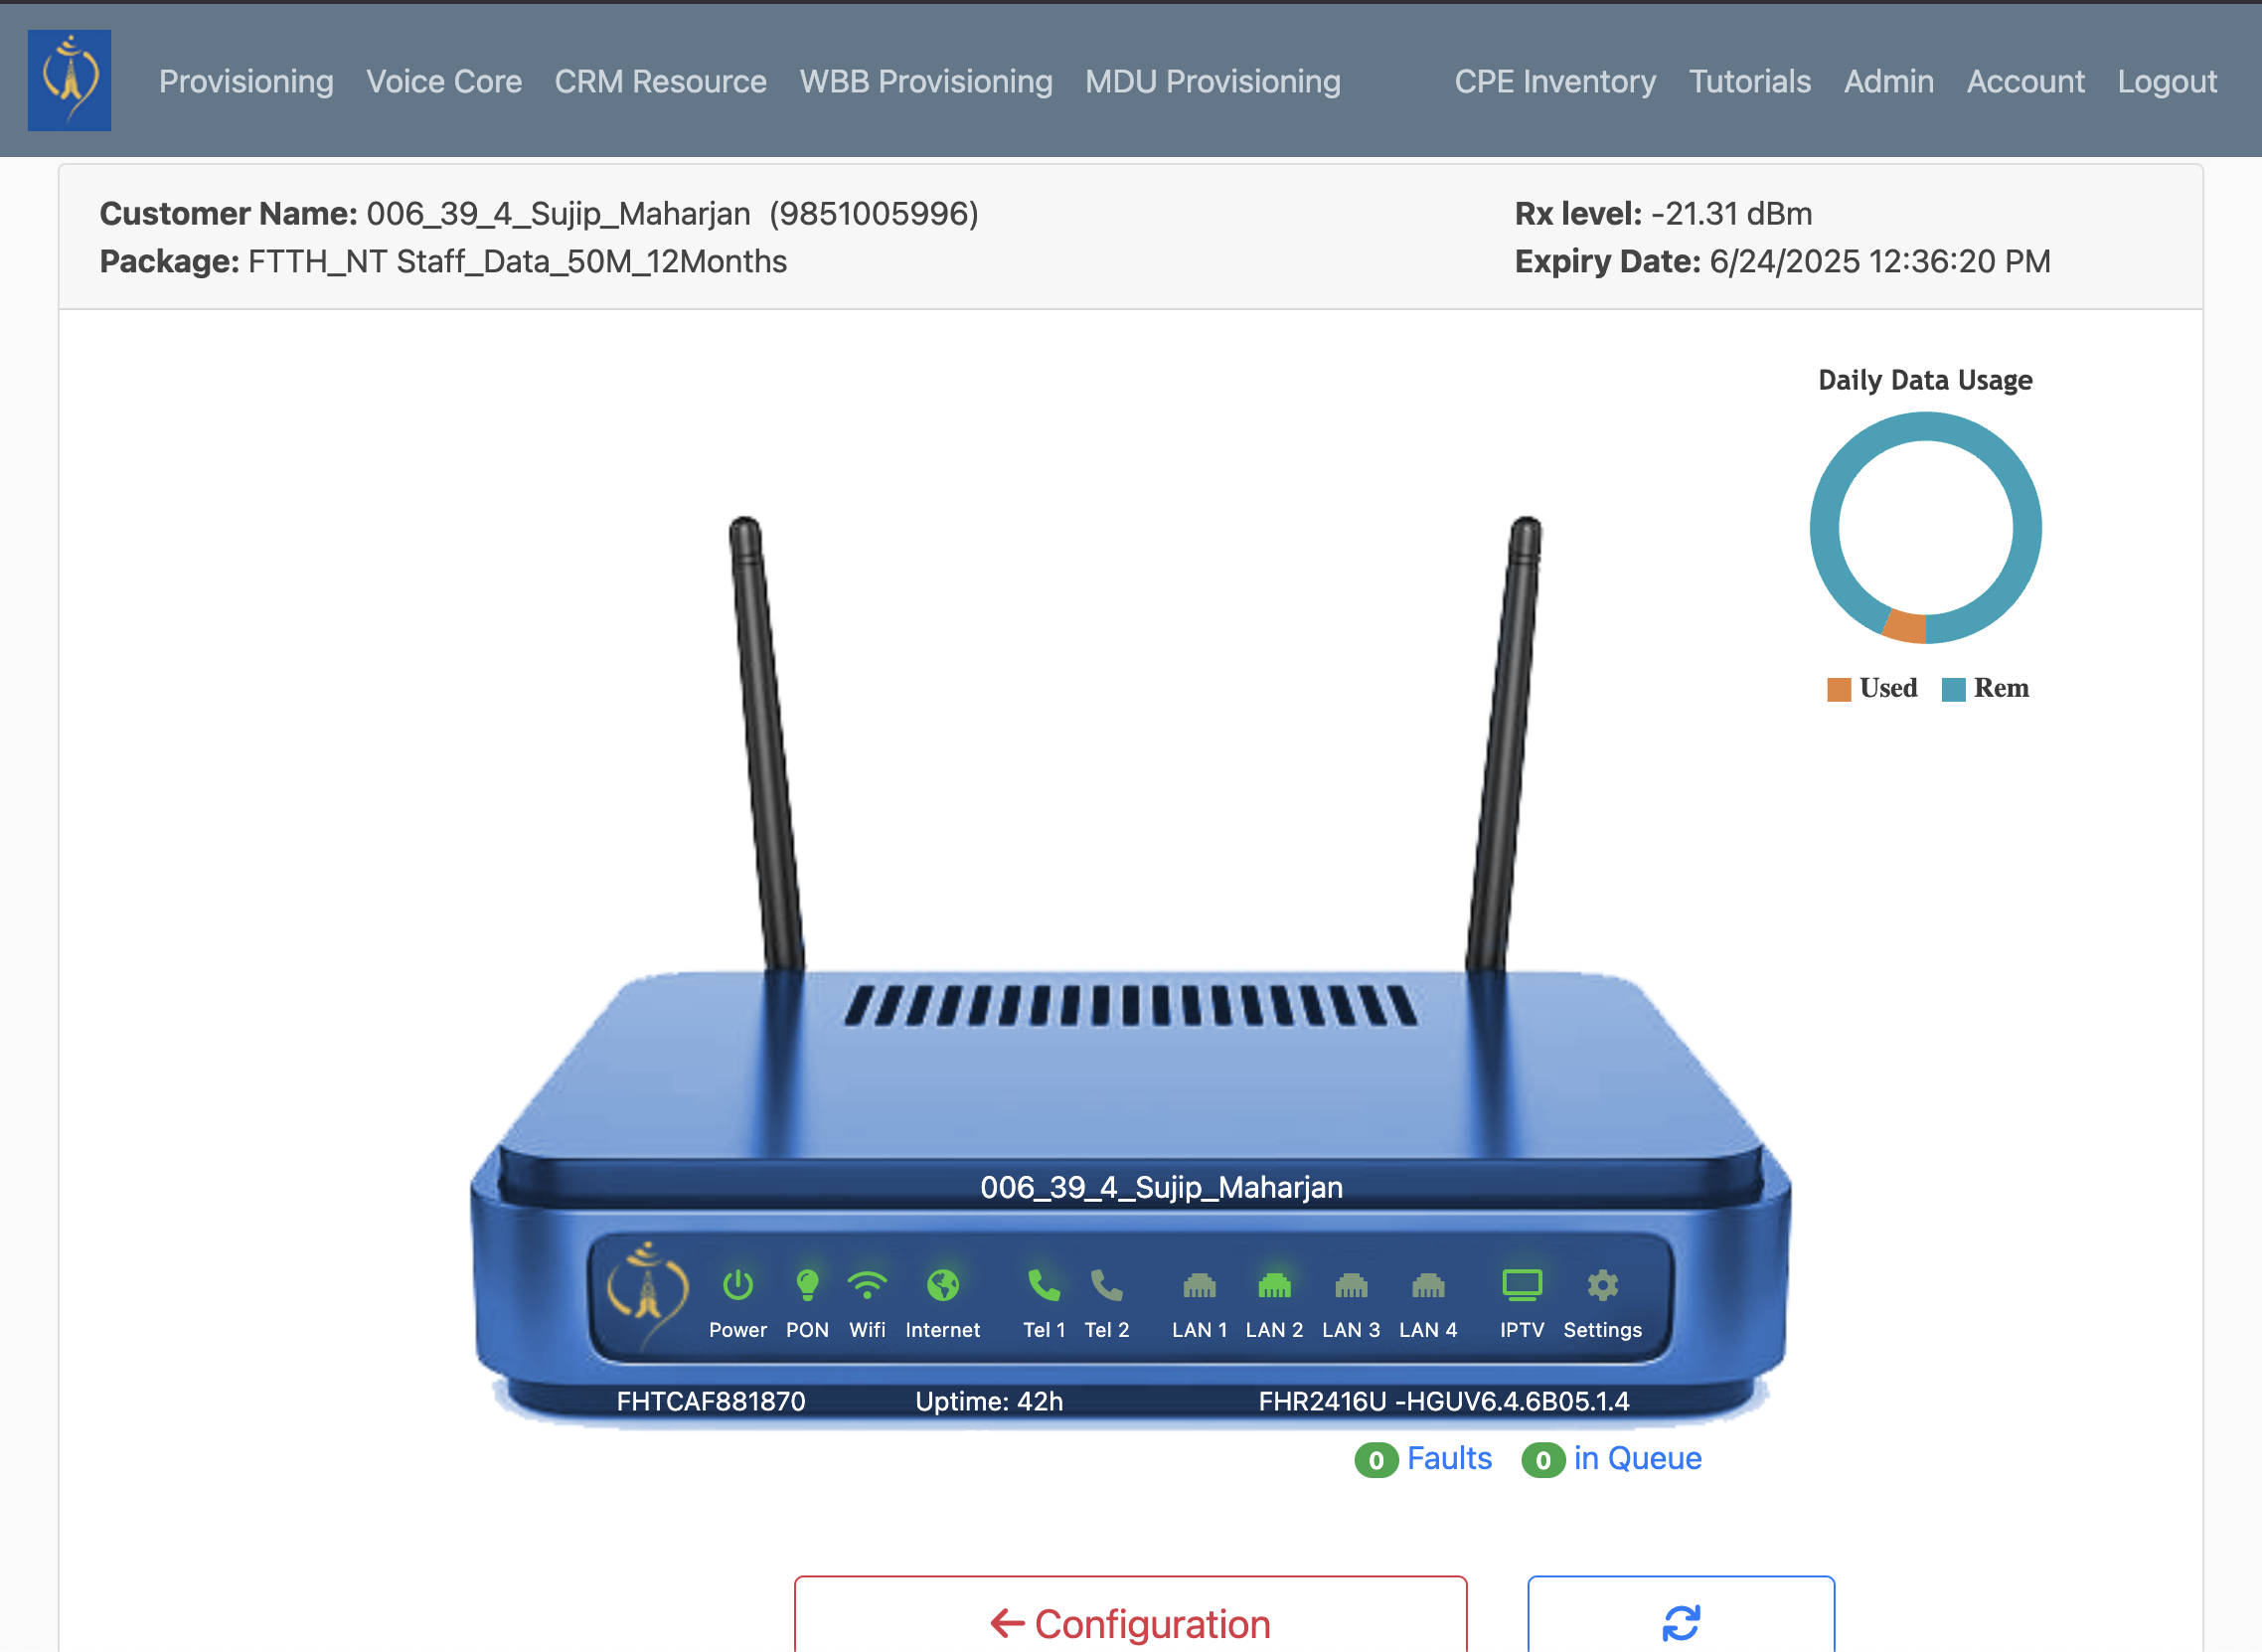 Provisioning Voice Core CRM Resource WBB Provisioning MDU Provisioning CPE Inventory Tutorials Admin Account Logout
Customer Name: 006_39_4_Sujip_Maharjan (9851005996)
Package: FTTH_NT Staff_Data_50M_12Months
Rx level: -21.31 dBm
Expiry Date: 6/24/2025 12:36:20 PM
Daily Data Usage
Used Rem
006_39_4_Sujip_Maharjan
Power PON Wifi Internet Tel 1 Tel 2 LAN 1 LAN 2 LAN 3 LAN 4 IPTV Settings
FHTCAF881870 Uptime: 42h FHR2416U -HGUV6.4.6B05.1.4
0 Faults 0 in Queue
Configuration